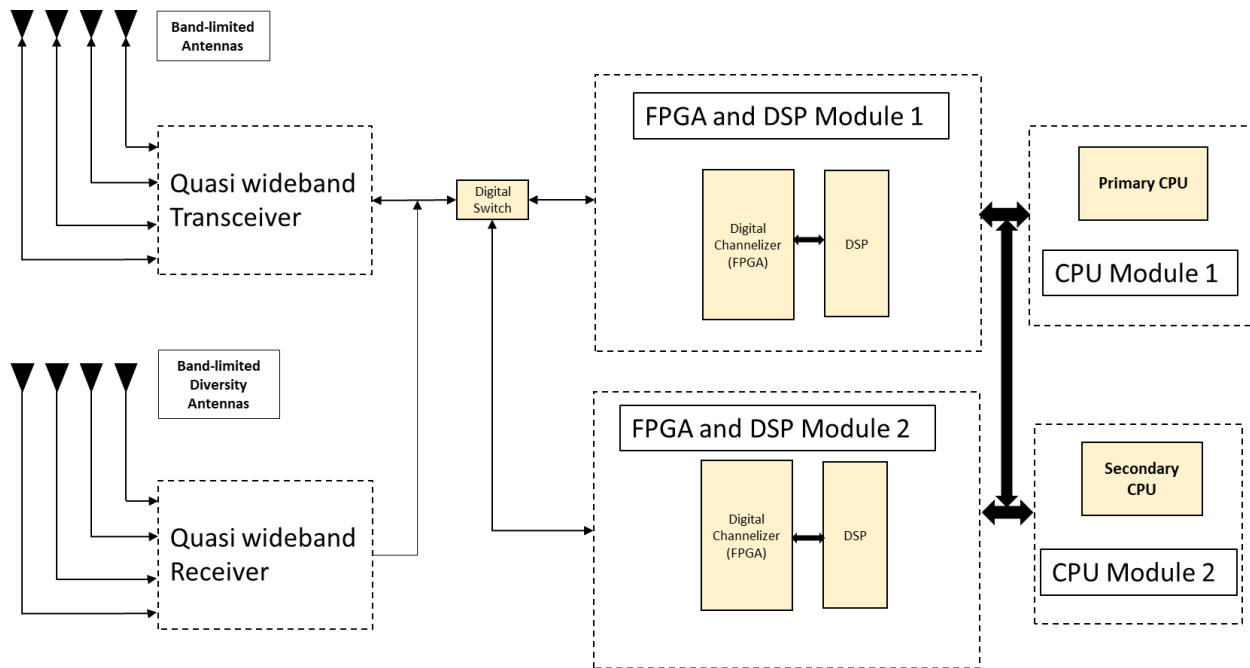 Band-limited
Antennas
Quasi wideband
Transceiver
Digital
Switch
FPGA and DSP Module 1
Digital
Channelizer
(FPGA)
DSP
Primary CPU
CPU Module 1
Band-limited
Diversity
Antennas
Quasi wideband
Receiver
FPGA and DSP Module 2
Digital
Channelizer
(FPGA)
DSP
Secondary
CPU
CPU Module 2